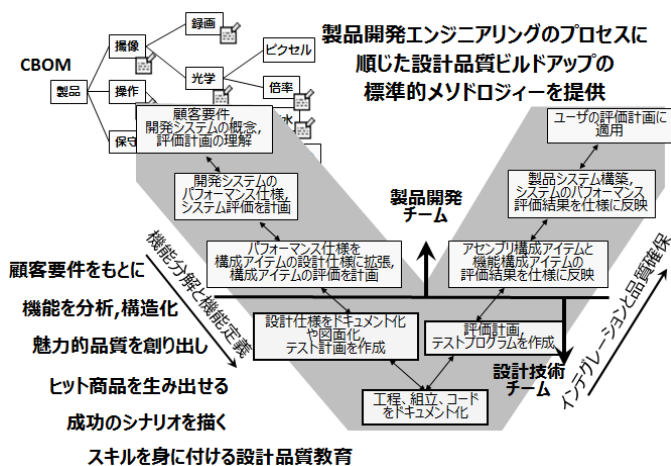 製品開発エンジニアリングのプロセスに
順じた設計品質ビルドアップの
標準的メソドロジィーを提供
CBOM
製品
撮像
操作
保守
録画
光学
ピクセル
倍率
水
顧客要件,
開発システムの概念,
評価計画の理解
開発システムの
パフォーマンス仕様,
システム評価を計画
パフォーマンス仕様を
構成アイテムの設計仕様に拡張,
構成アイテムの評価を計画
設計仕様をドキュメント化
や図面化,
テスト計画を作成
工程、組立、コード
をドキュメント化
評価計画,
テストプログラムを作成
アセンブリ構成アイテムと
機能構成アイテムの
評価結果を仕様に反映
製品システム構築,
システムのパフォーマンス
評価結果を仕様に反映
ユーザの評価計画に
適用
製品開発
チーム
設計技術
チーム
機能分解と機能定義
インテグレーションと品質確保
顧客要件をもとに
機能を分析,構造化
魅力的品質を創り出し
ヒット商品を生み出せる
成功のシナリオを描く
スキルを身に付ける設計品質教育